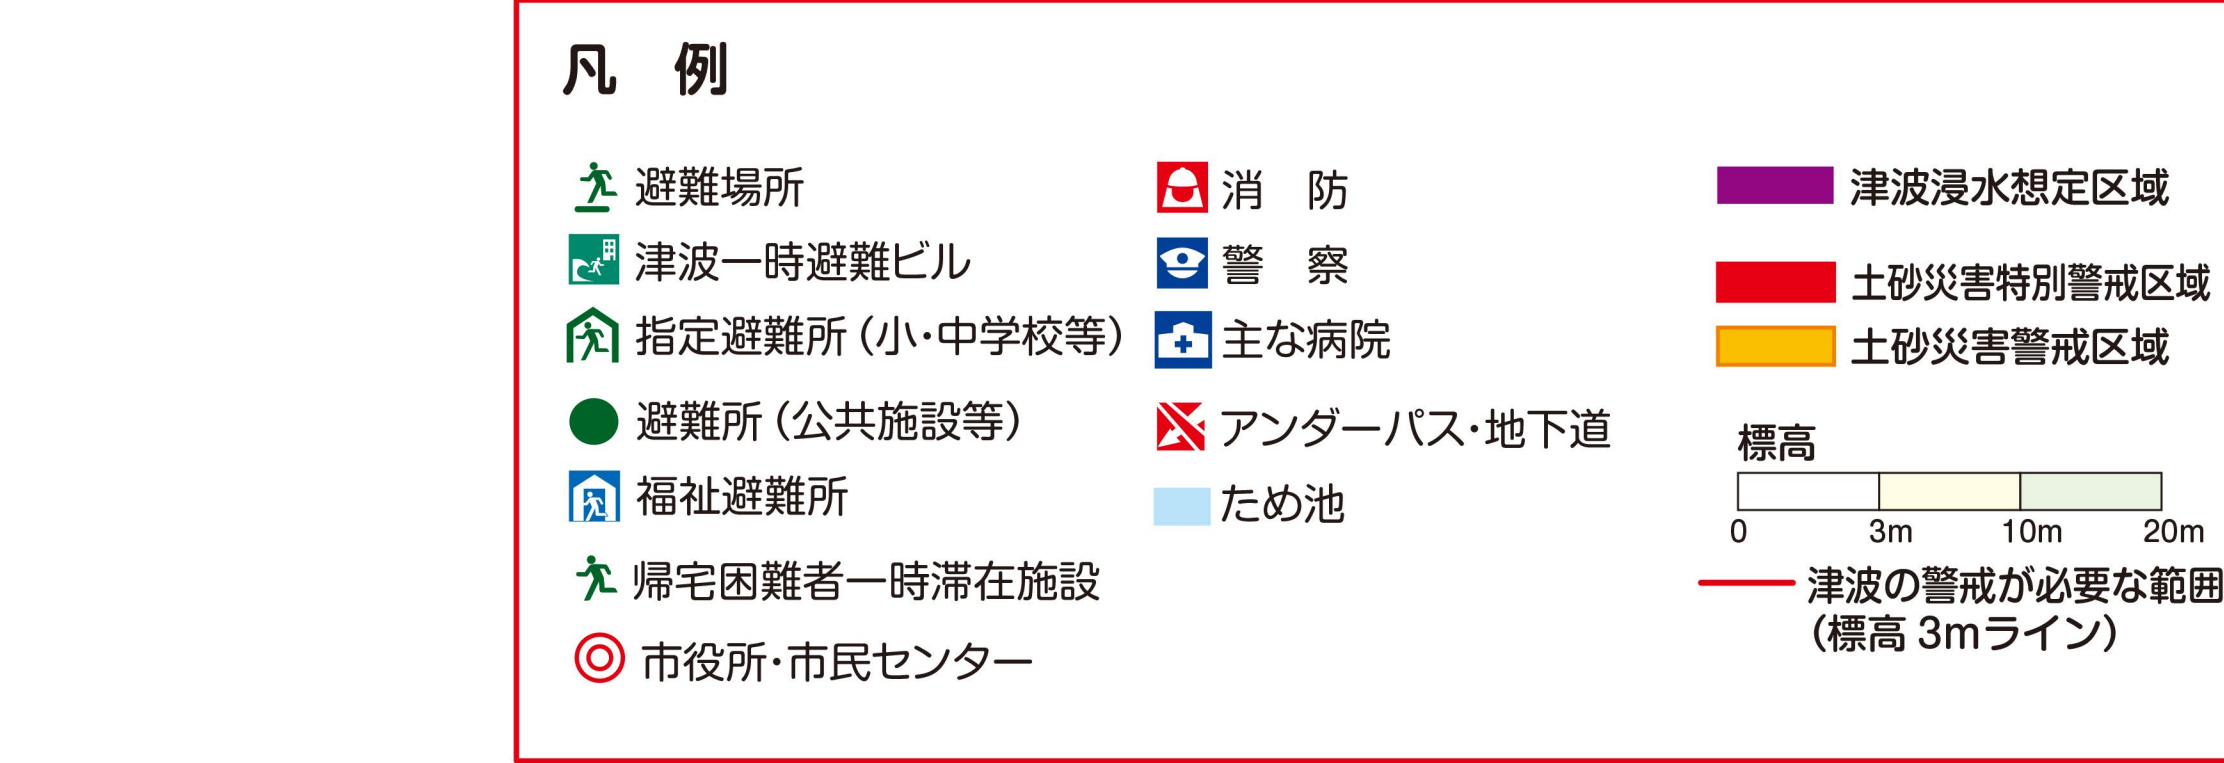 凡　例
避難場所
津波一時避難ビル
指定避難所（小・中学校等）
避難所（公共施設等）
福祉避難所
帰宅困難者一時滞在施設
市役所・市民センター
消　防
警　察
主な病院
アンダーパス・地下道
ため池
津波浸水想定区域
土砂災害特別警戒区域
土砂災害警戒区域
標高
0 3m 10m 20m
津波の警戒が必要な範囲
（標高 3mライン）